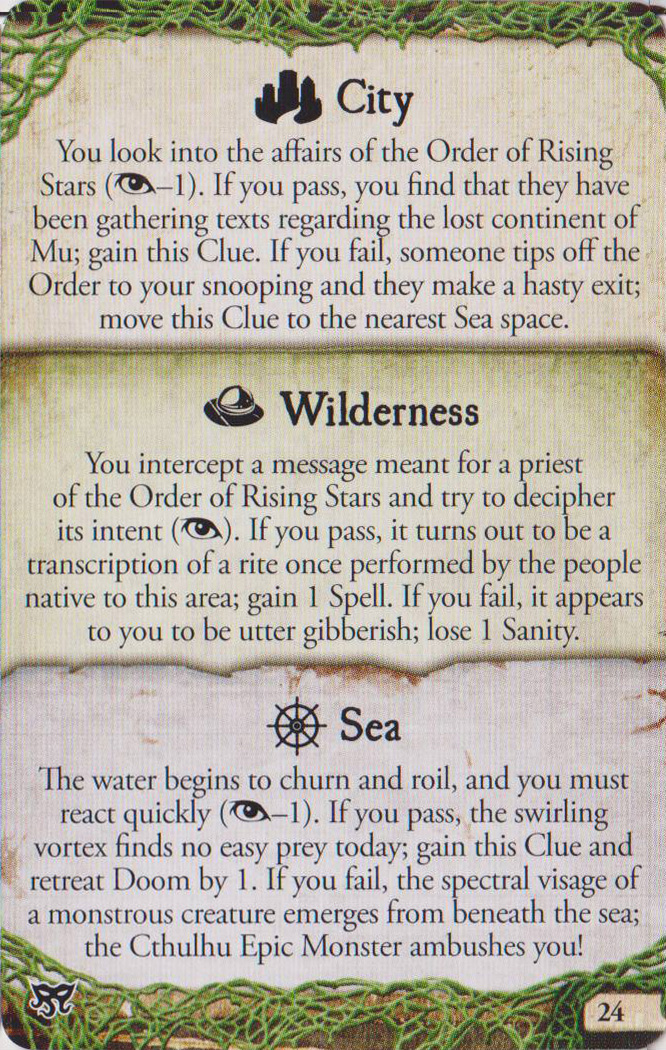 City
You look into the affairs of the Order of Rising
Stars (–1). If you pass, you find that they have
been gathering texts regarding the lost continent of
Mu; gain this Clue. If you fail, someone tips off the
Order to your snooping and they make a hasty exit;
move this Clue to the nearest Sea space.
Wilderness
You intercept a message meant for a priest
of the Order of Rising Stars and try to decipher
its intent (). If you pass, it turns out to be a
transcription of a rite once performed by the people
native to this area; gain 1 Spell. If you fail, it appears
to you to be utter gibberish; lose 1 Sanity.
Sea
The water begins to churn and roil, and you must
react quickly (–1). If you pass, the swirling
vortex finds no easy prey today; gain this Clue and
retreat Doom by 1. If you fail, the spectral visage of
a monstrous creature emerges from beneath the sea;
the Cthulhu Epic Monster ambushes you!
24